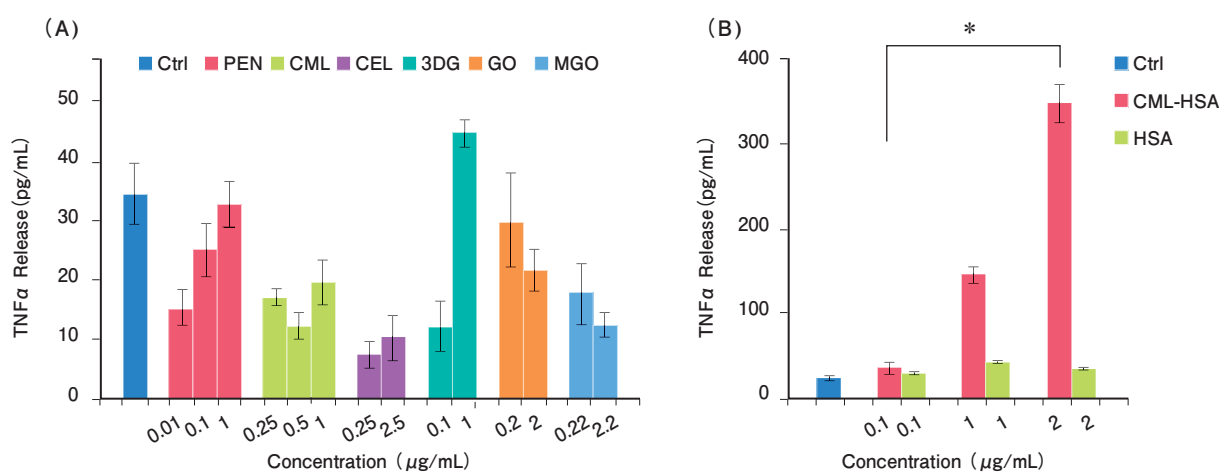 (A)
Ctrl PEN CML CEL 3DG GO MGO
TNFα Release (pg/mL)
50
40
30
20
10
0
0.01 0.1 1 0.25 0.5 1 0.25 2.5 0.1 1 0.2 2 0.22 2.2
Concentration (μg/mL)
(B)
*
Ctrl
CML-HSA
HSA
TNFα Release (pg/mL)
400
300
200
100
0
0.1 0.1 1 1 2 2
Concentration (μg/mL)